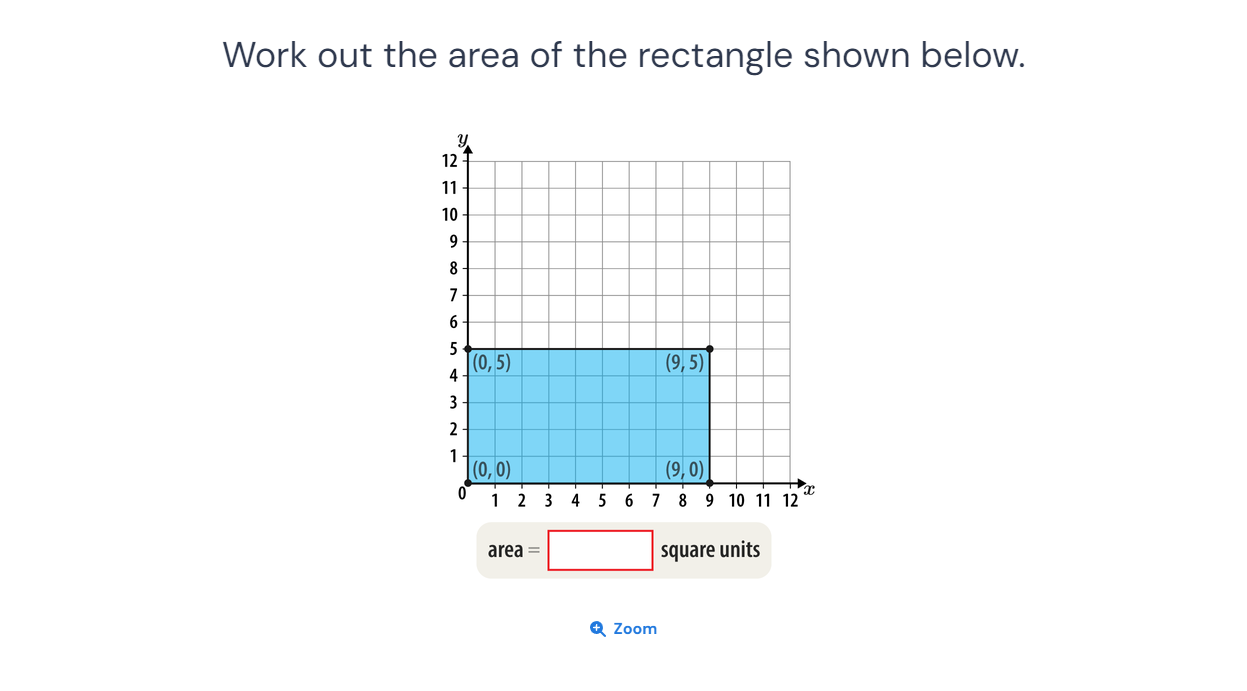 Work out the area of the rectangle shown below.
y
12
11
10
9
8
7
6
5
(0, 5) (9, 5)
4
3
2
1
(0, 0) (9, 0)
0
1 2 3 4 5 6 7 8 9 10 11 12 x
area = square units
Zoom